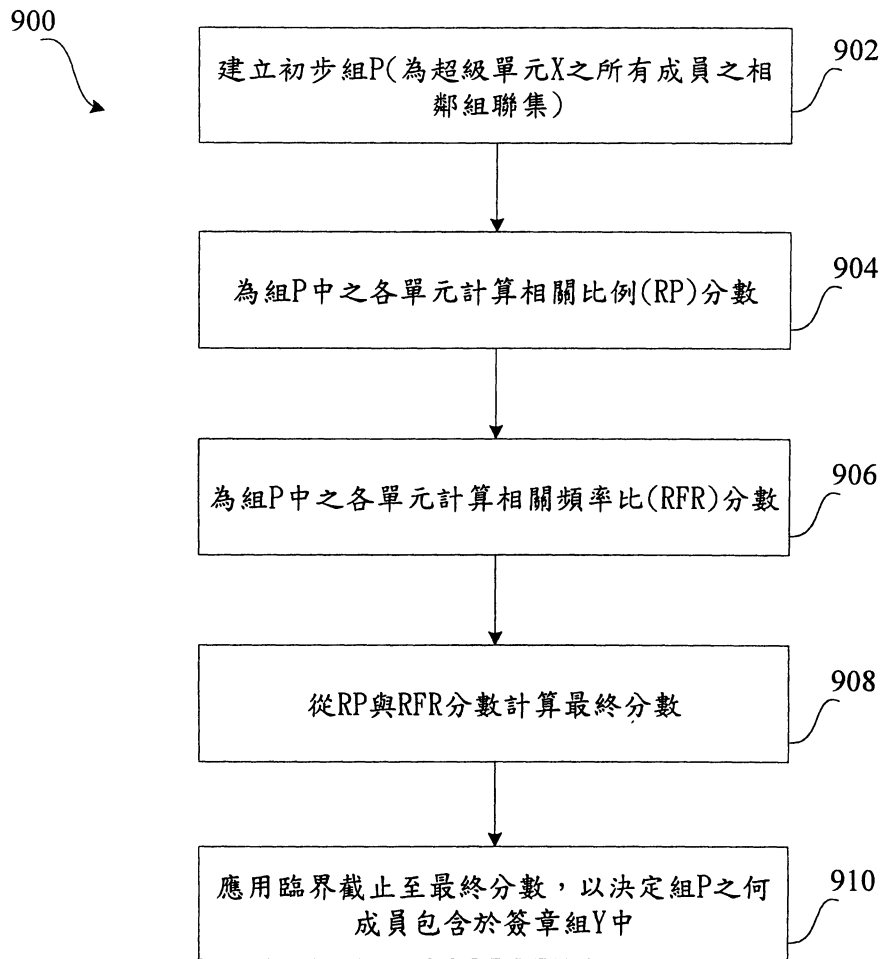 900
建立初步組P(為超級單元X之所有成員之相
鄰組聯集)
902
為組P中之各單元計算相關比例(RP)分數
904
為組P中之各單元計算相關頻率比(RFR)分數
906
從RP與RFR分數計算最終分數
908
應用臨界截止至最終分數，以決定組P之何
成員包含於簽章組Y中
910